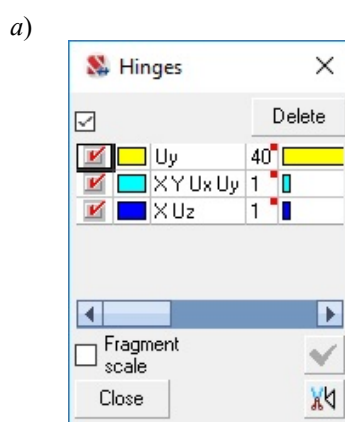 a)
Hinges
Delete
Uy 40
X Y Ux Uy 1
X Uz 1
Fragment
scale
Close